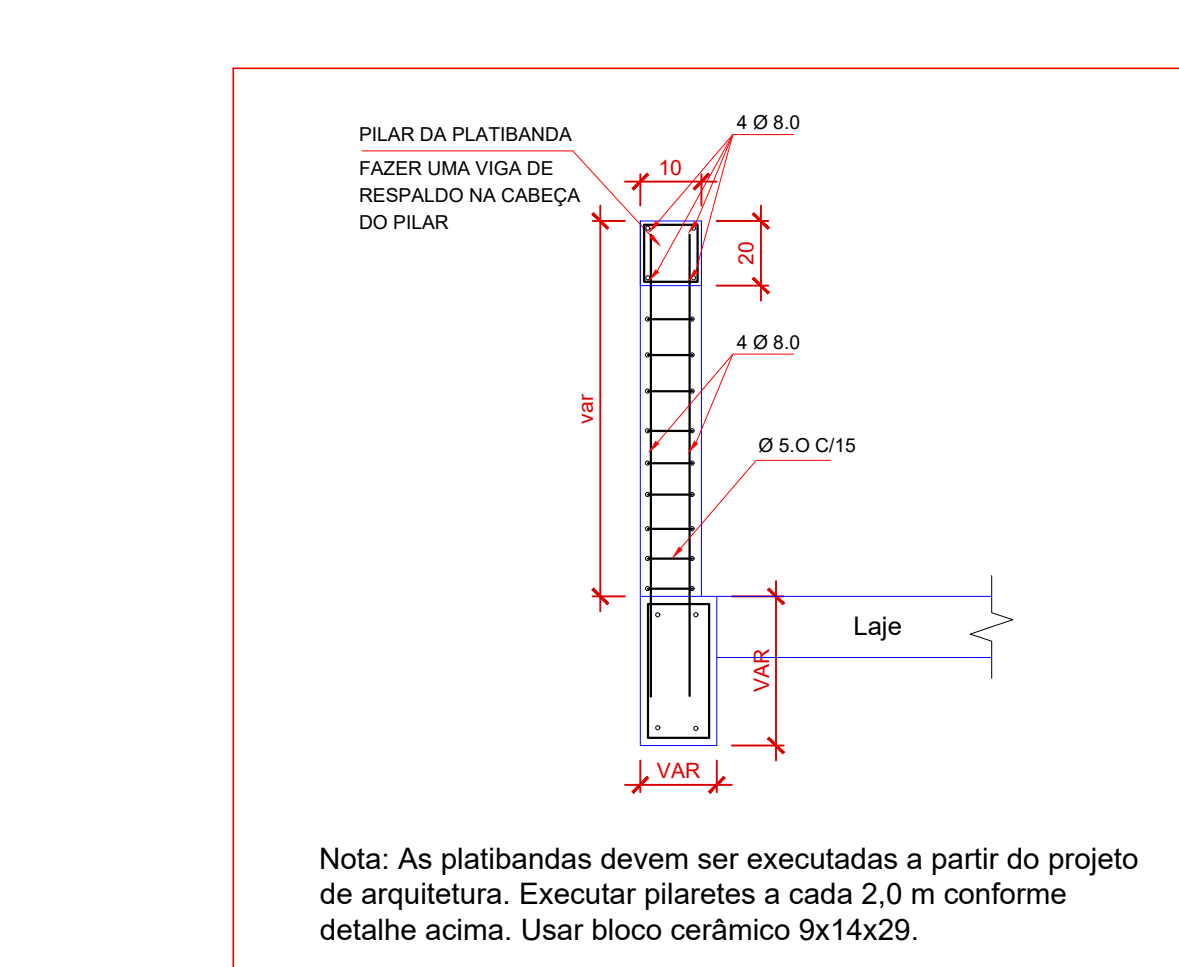 PILAR DA PLATIBANDA
FAZER UMA VIGA DE
RESPALDO NA CABEÇA
DO PILAR
4 Ø 8.0
10
20
4 Ø 8.0
var
Ø 5.O C/15
Laje
VAR
VAR
Nota: As platibandas devem ser executadas a partir do projeto
de arquitetura. Executar pilaretes a cada 2,0 m conforme
detalhe acima. Usar bloco cerâmico 9x14x29.